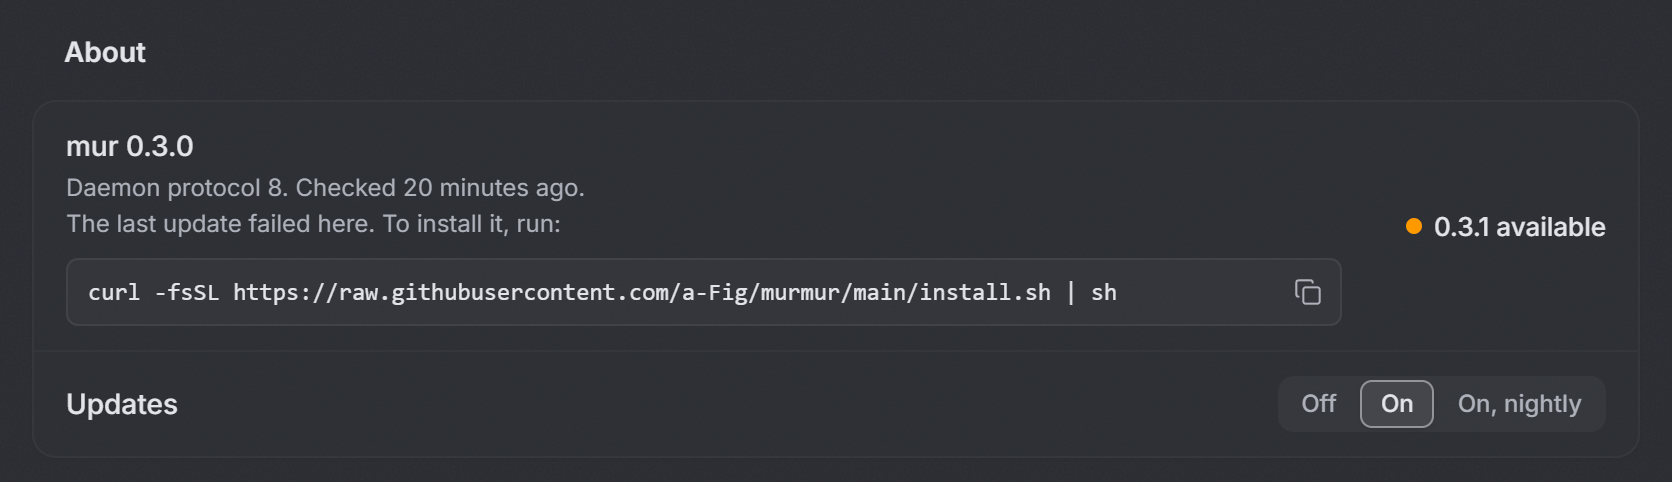 About
mur 0.3.0
Daemon protocol 8. Checked 20 minutes ago.
The last update failed here. To install it, run:
0.3.1 available
curl -fsSL https://raw.githubusercontent.com/a-Fig/murmur/main/install.sh | sh
Updates
Off On On, nightly